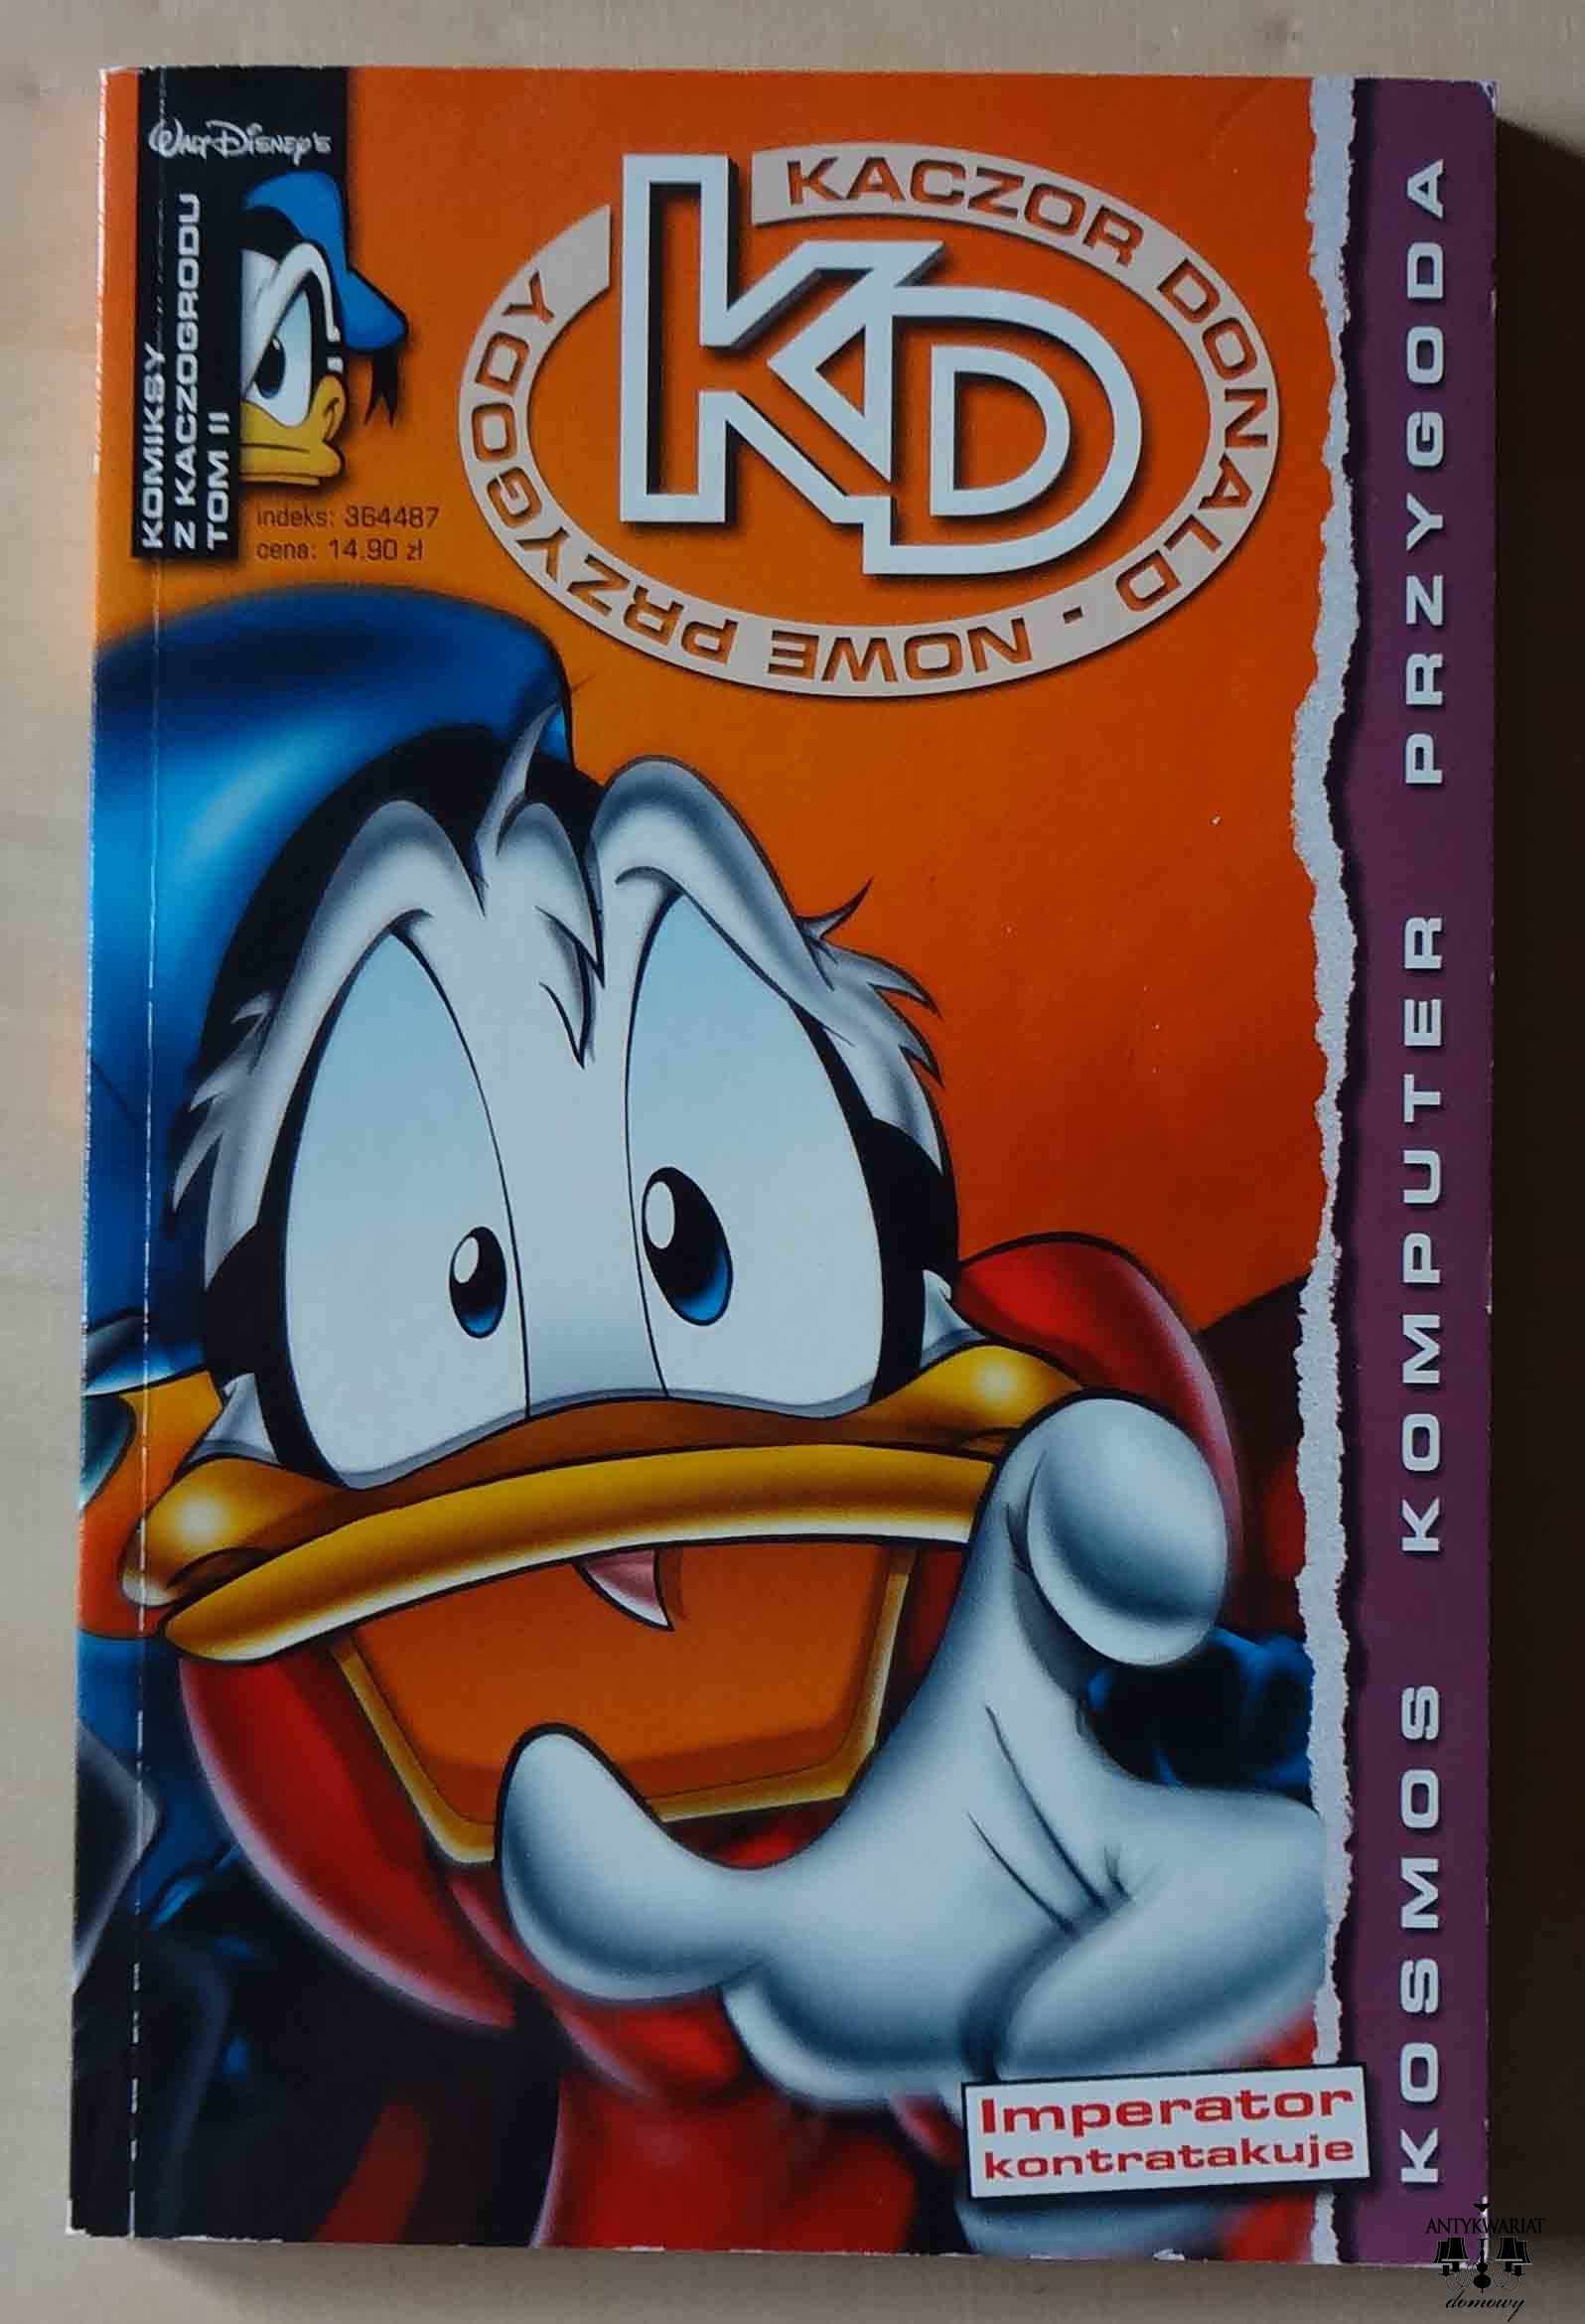 Walt Disney's
KOMIKSY
Z KACZOGRODU
TOM II
indeks: 364487
cena: 14.90 zł
KD
KACZOR DONALD - NOWE PRZYGODY
KOSMOS KOMPUTER PRZYGODA
Imperator
kontratakuje
ANTYKWARIAT
domowy